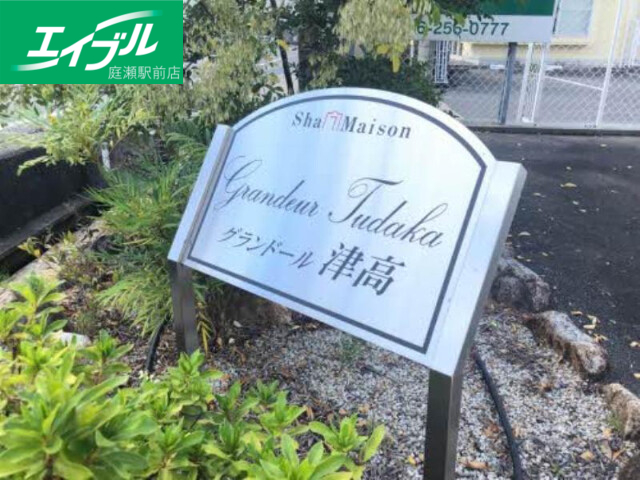 エイブル
庭瀬駅前店
6-256-0777
Sha Maison
Grandeur Tudaka
グランドール 津高